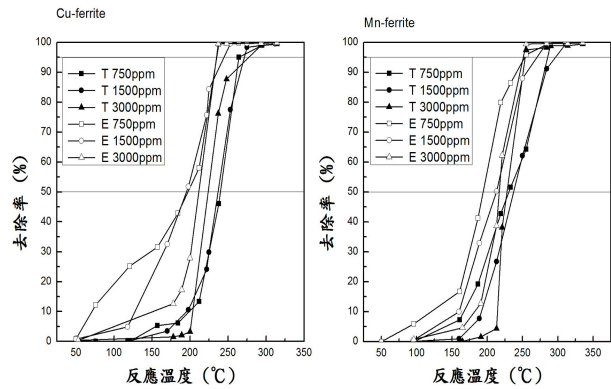 Cu-ferrite
100
90
80
70
60
50
40
30
20
10
0
去除率 (%)
T 750ppm
T 1500ppm
T 3000ppm
E 750ppm
E 1500ppm
E 3000ppm
0 50 100 150 200 250 300 350
反應溫度 (℃)
Mn-ferrite
100
90
80
70
60
50
40
30
20
10
0
去除率 (%)
T 750ppm
T 1500ppm
T 3000ppm
E 750ppm
E 1500ppm
E 3000ppm
50 100 150 200 250 300 350
反應溫度 (℃)